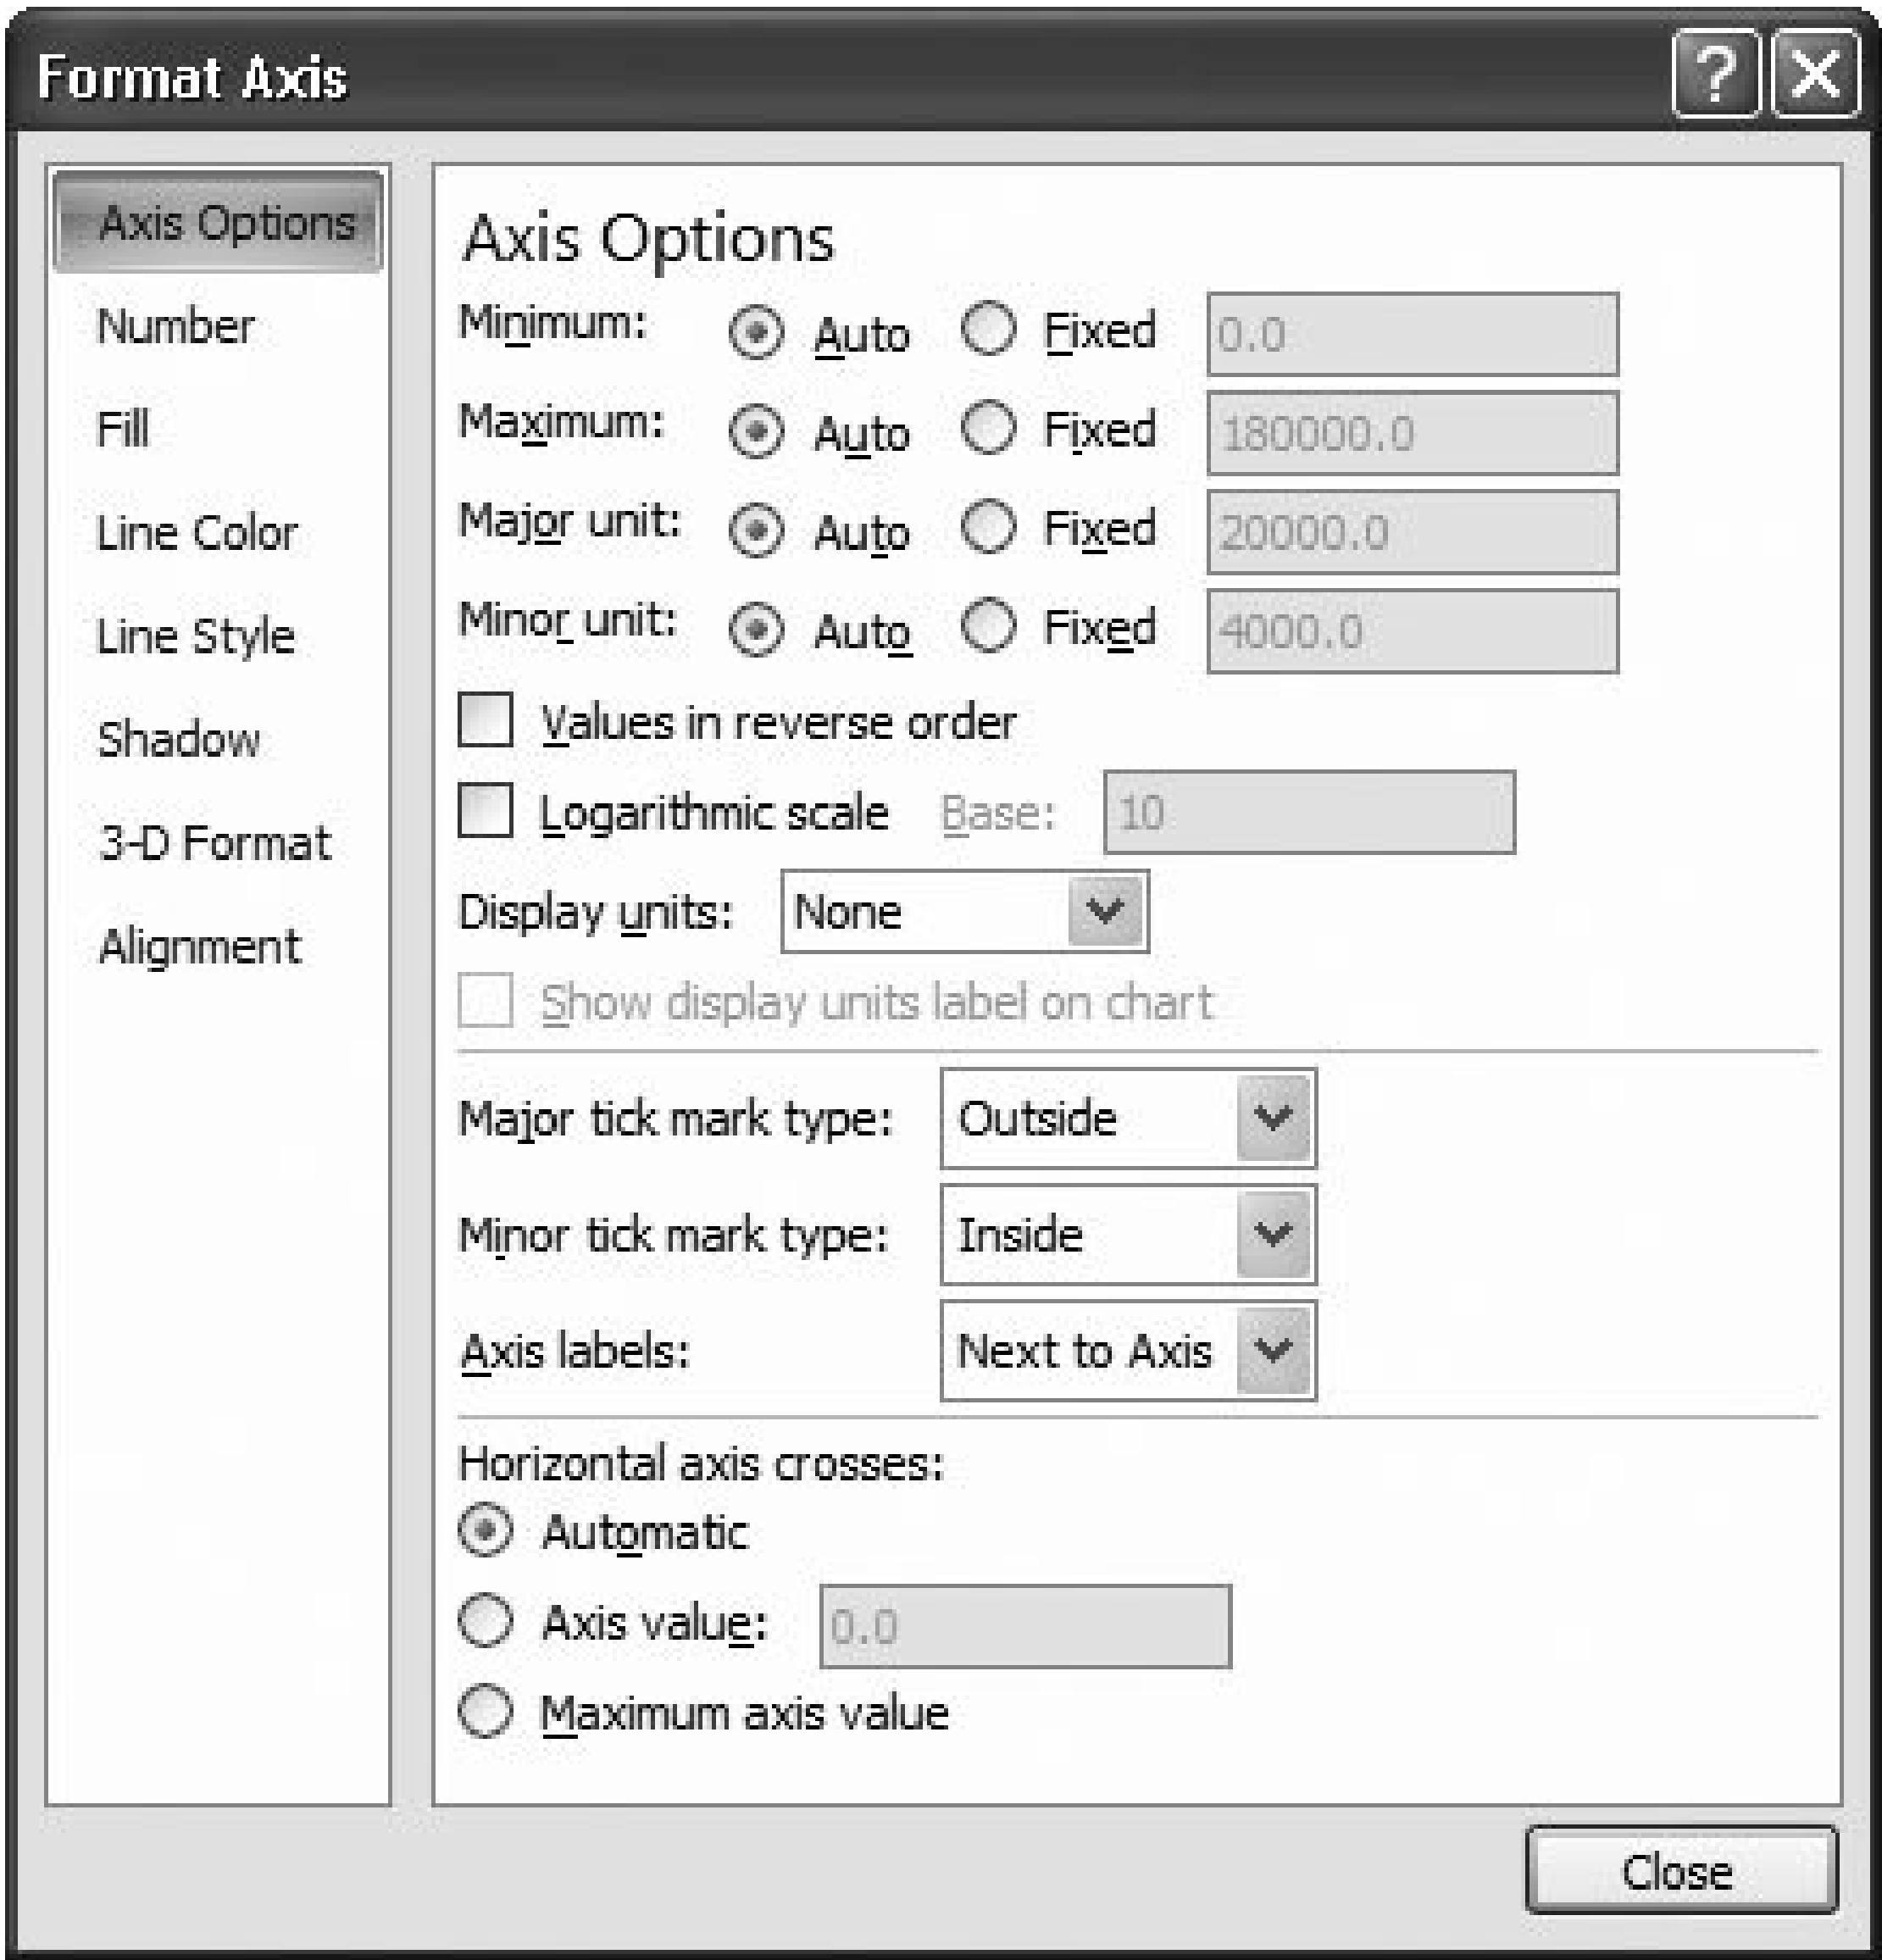 Format Axis
Axis Options
Number
Fill
Line Color
Line Style
Shadow
3-D Format
Alignment
Axis Options
Minimum: Auto Fixed 0.0
Maximum: Auto Fixed 180000.0
Major unit: Auto Fixed 20000.0
Minor unit: Auto Fixed 4000.0
Values in reverse order
Logarithmic scale Base: 10
Display units: None
Show display units label on chart
Major tick mark type: Outside
Minor tick mark type: Inside
Axis labels: Next to Axis
Horizontal axis crosses:
Automatic
Axis value: 0.0
Maximum axis value
Close